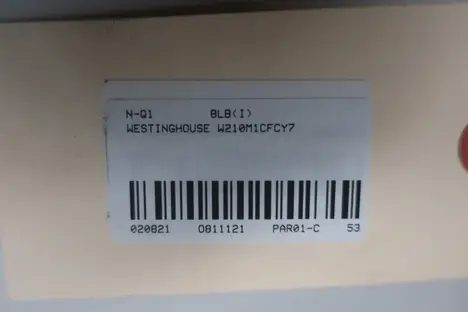 N-Q1 8LB(I)
WESTINGHOUSE W210M1CFCY7
020821 0811121 PAR01-C 53